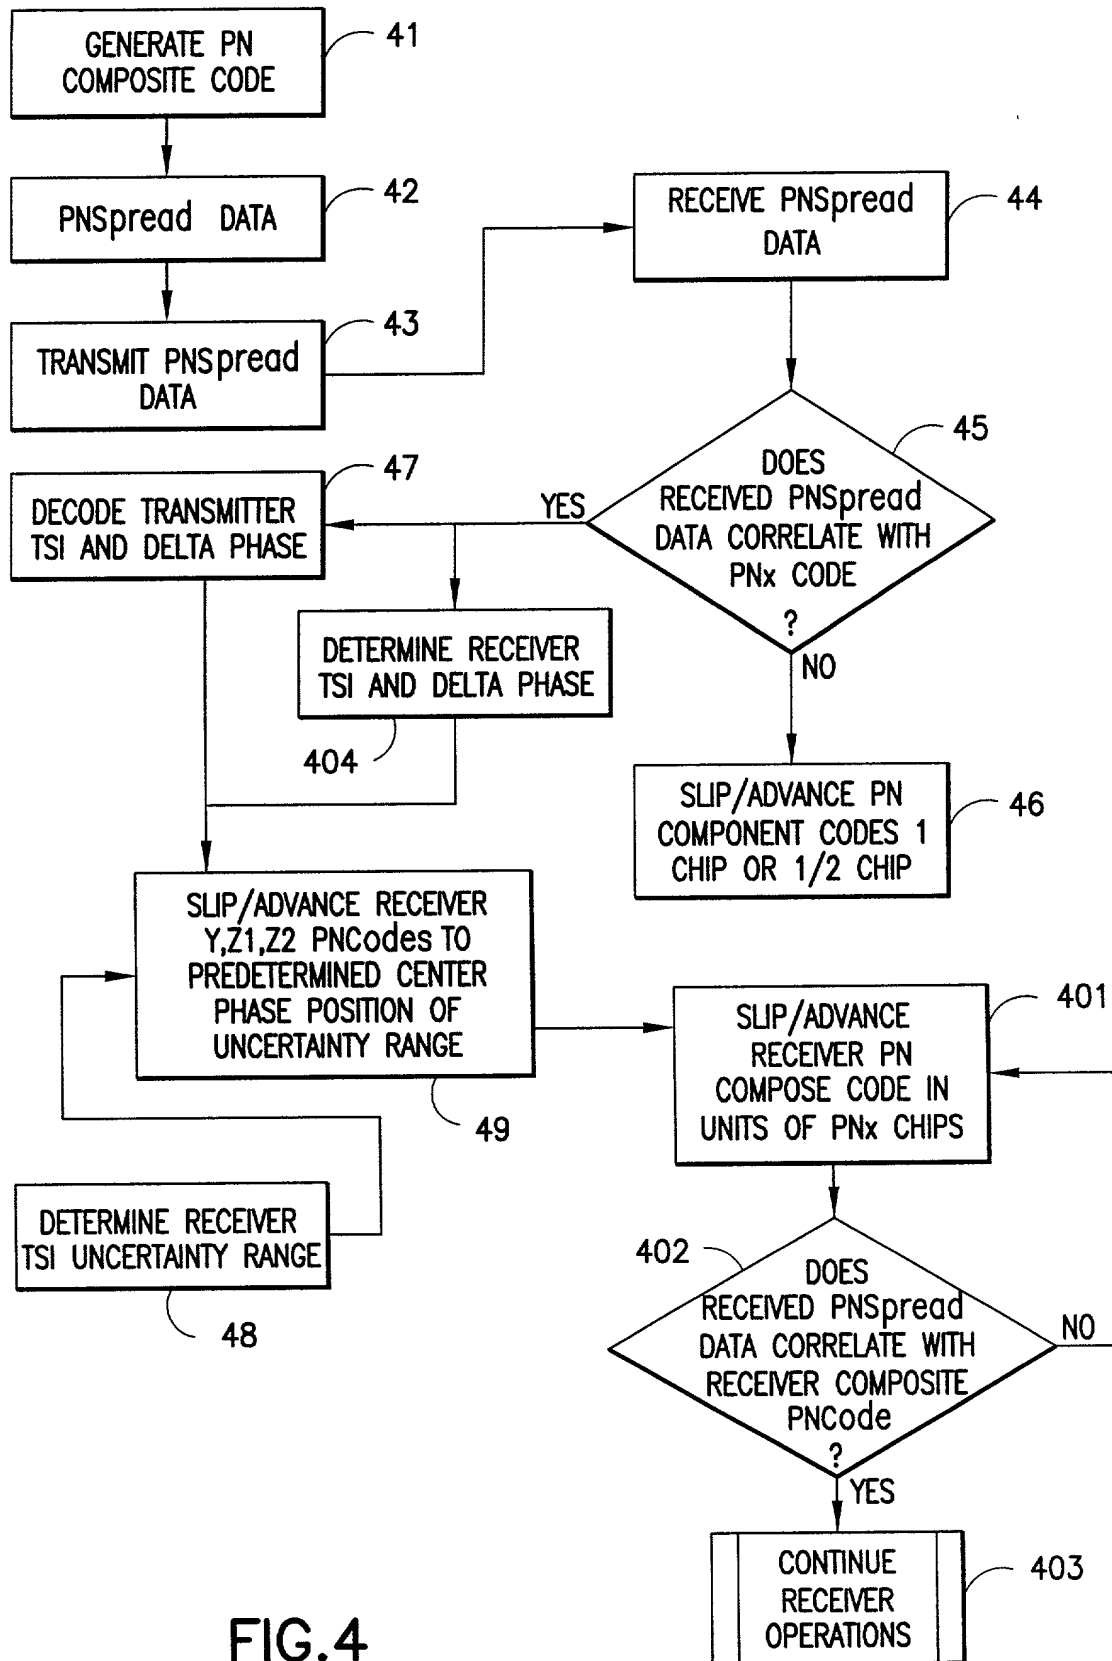 GENERATE PN
COMPOSITE CODE
41
PNSpread DATA
42
TRANSMIT PNSpread
DATA
43
RECEIVE PNSpread
DATA
44
DOES
RECEIVED PNSpread
DATA CORRELATE WITH
PNx CODE
?
45
YES
NO
DECODE TRANSMITTER
TSI AND DELTA PHASE
47
DETERMINE RECEIVER
TSI AND DELTA PHASE
404
SLIP/ADVANCE PN
COMPONENT CODES 1
CHIP OR 1/2 CHIP
46
SLIP/ADVANCE RECEIVER
Y,Z1,Z2 PNCodes TO
PREDETERMINED CENTER
PHASE POSITION OF
UNCERTAINTY RANGE
49
DETERMINE RECEIVER
TSI UNCERTAINTY RANGE
48
SLIP/ADVANCE
RECEIVER PN
COMPOSE CODE IN
UNITS OF PNx CHIPS
401
402
DOES
RECEIVED PNSpread
DATA CORRELATE WITH
RECEIVER COMPOSITE
PNCode
?
NO
YES
CONTINUE
RECEIVER
OPERATIONS
403
FIG.4